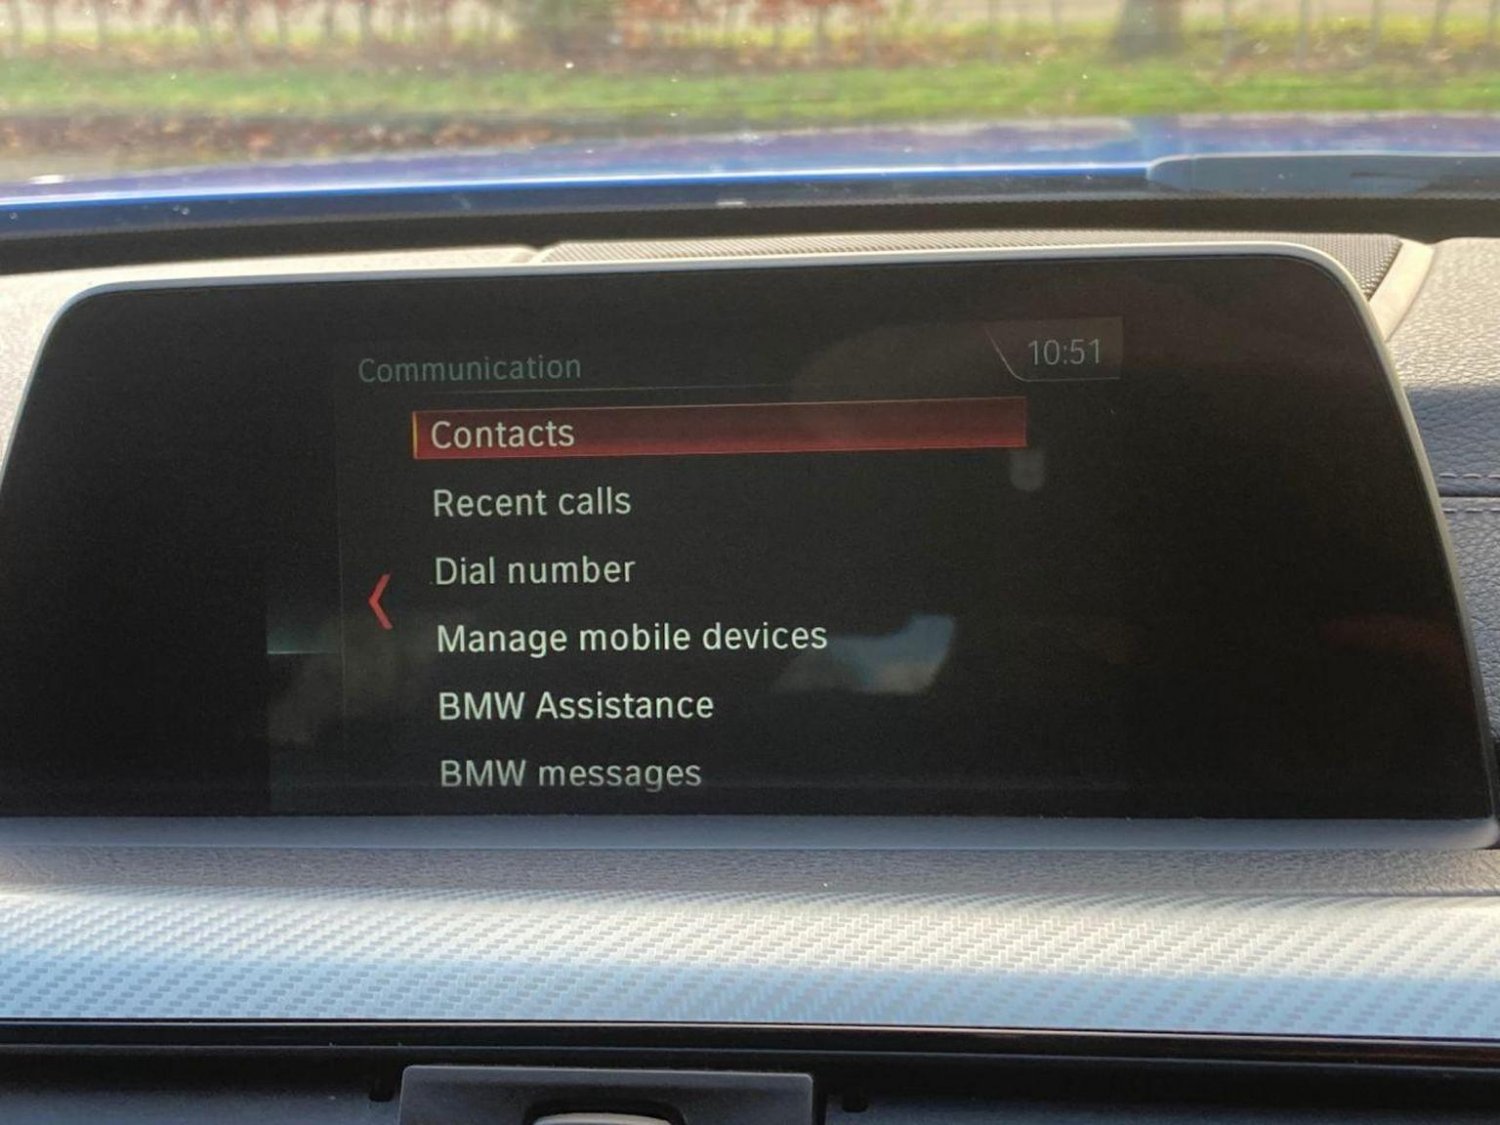 Communication
10:51
Contacts
Recent calls
Dial number
Manage mobile devices
BMW Assistance
BMW messages